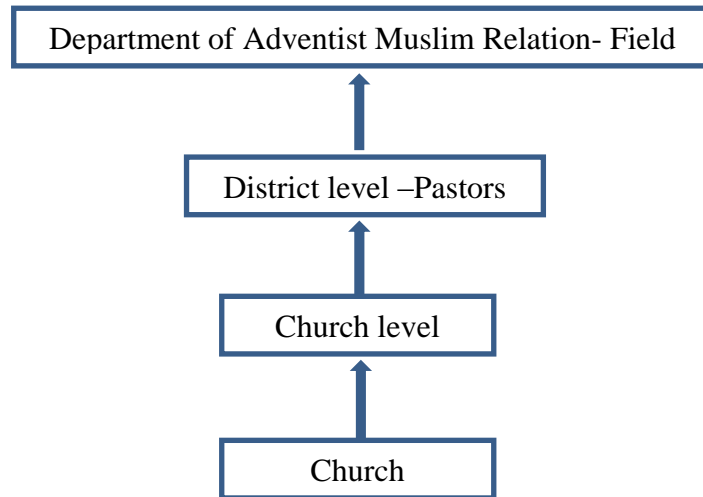 Department of Adventist Muslim Relation- Field
District level –Pastors
Church level
Church